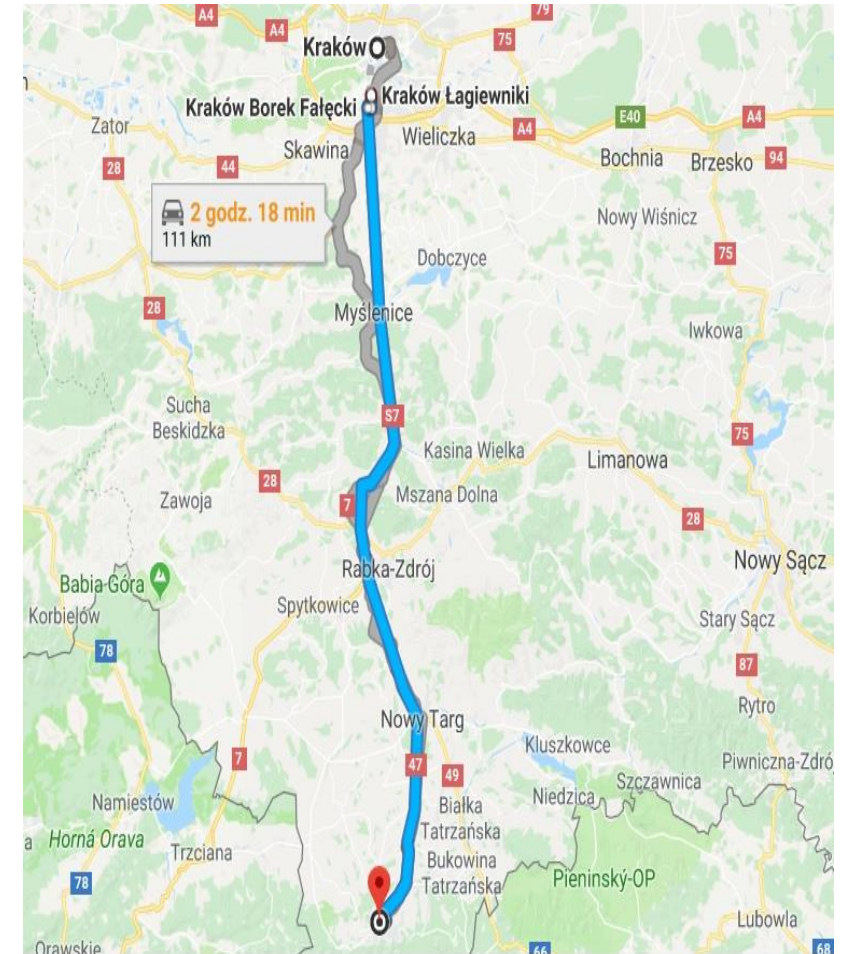 79
A4
A4
75
Kraków
Kraków Łagiewniki
Kraków Borek Fałęcki
Zator
E40
A4
Wieliczka
A4
Skawina
Bochnia
Brzesko
94
28
44
2 godz. 18 min
111 km
Nowy Wiśnicz
Dobczyce
75
28
Myślenice
Iwkowa
Sucha
Beskidzka
S7
75
Kasina Wielka
Limanowa
28
Zawoja
7
Mszana Dolna
28
Nowy Sącz
Rabka-Zdrój
Babia Góra
Korbielów
Spytkowice
Stary Sącz
78
87
Rytro
Nowy Targ
Kluszkowce
7
47
49
Piwniczna-Zdró
Szczawnica
Niedzica
Namiestów
Białka
Tatrzańska
Horná Orava
Trzciana
Bukowina
Tatrzańska
Pieninský-OP
78
Lubowla
Orawskie
66
68